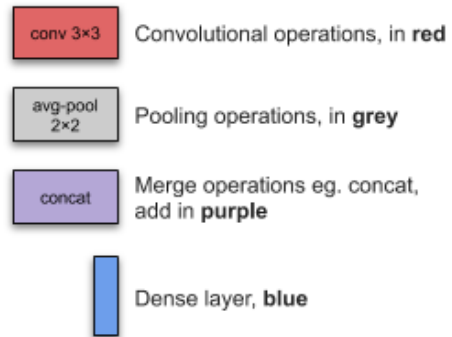 conv 3×3
Convolutional operations, in red
avg-pool
2×2
Pooling operations, in grey
concat
Merge operations eg. concat,
add in purple
Dense layer, blue